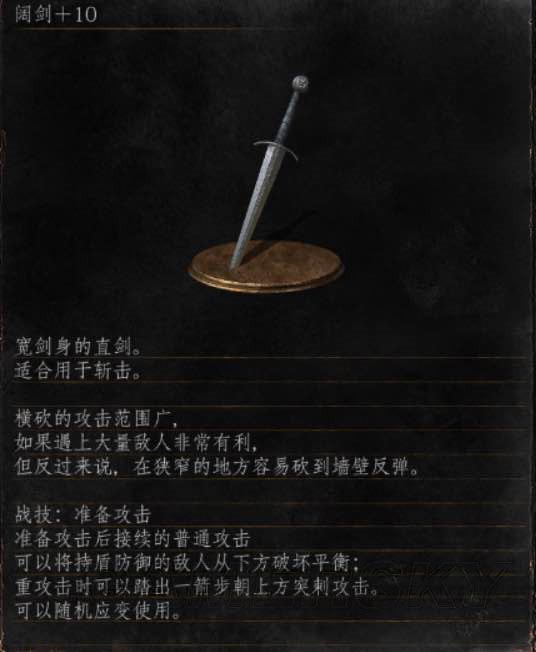 阔剑+10
宽剑身的直剑。
适合用于斩击。
横砍的攻击范围广，
如果遇上大量敌人非常有利，
但反过来说，在狭窄的地方容易砍到墙壁反弹。
战技：准备攻击
准备攻击后接续的普通攻击
可以将持盾防御的敌人从下方破坏平衡；
重攻击时可以踏出一箭步朝上方突刺攻击。
可以随机应变使用。